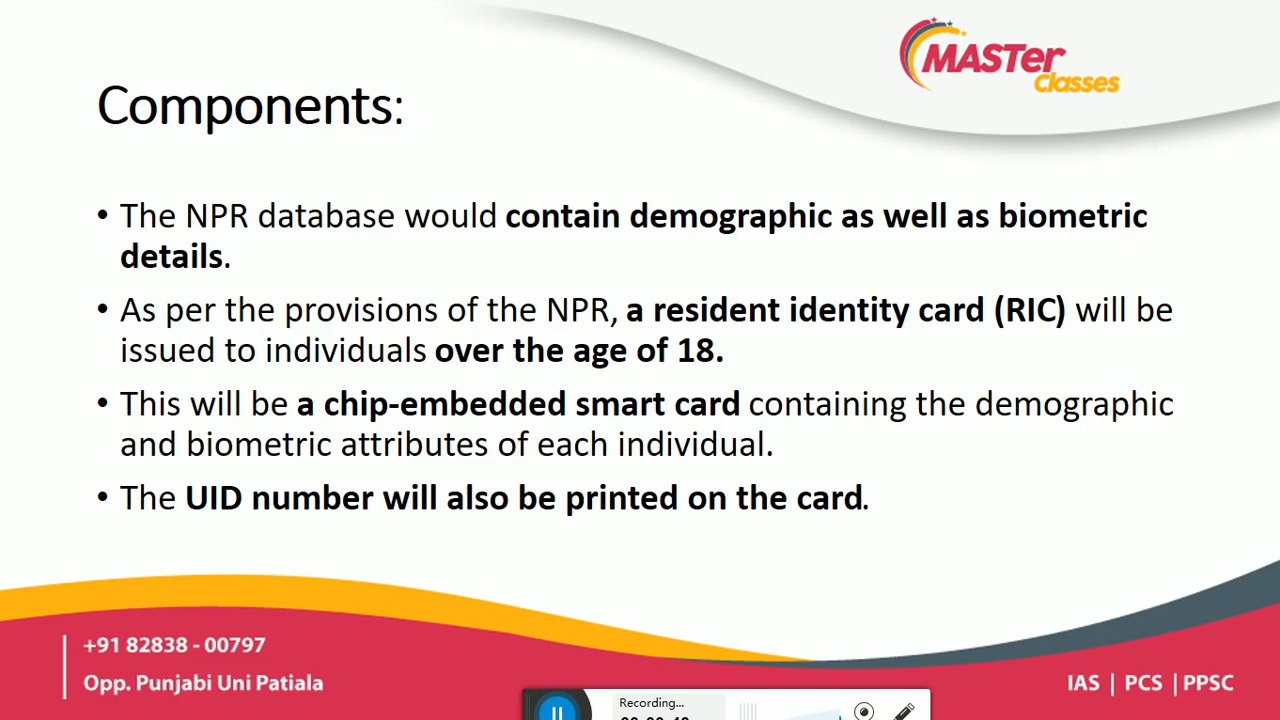 MASTer
Classes
Components:
• The NPR database would contain demographic as well as biometric
details.
• As per the provisions of the NPR, a resident identity card (RIC) will be
issued to individuals over the age of 18.
• This will be a chip-embedded smart card containing the demographic
and biometric attributes of each individual.
• The UID number will also be printed on the card.
+91 82838 - 00797
Opp. Punjabi Uni Patiala
IAS | PCS | PPSC
Recording...